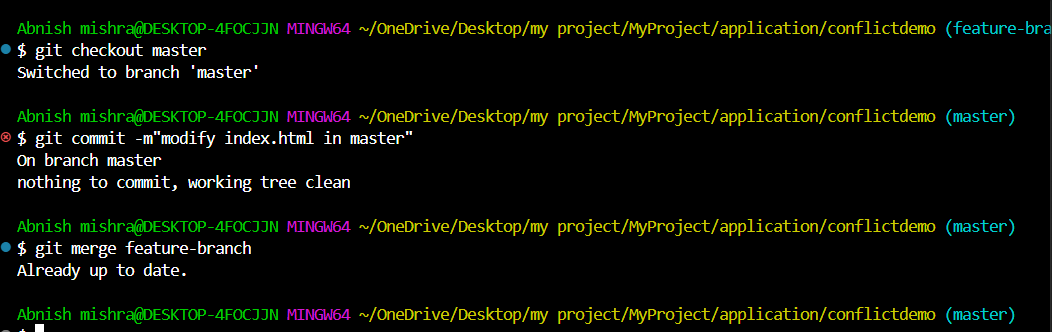 Abnish mishra@DESKTOP-4FOCJJN MINGW64 ~/OneDrive/Desktop/my project/MyProject/application/conflictdemo (feature-bra
$ git checkout master
Switched to branch 'master'
Abnish mishra@DESKTOP-4FOCJJN MINGW64 ~/OneDrive/Desktop/my project/MyProject/application/conflictdemo (master)
$ git commit -m"modify index.html in master"
On branch master
nothing to commit, working tree clean
Abnish mishra@DESKTOP-4FOCJJN MINGW64 ~/OneDrive/Desktop/my project/MyProject/application/conflictdemo (master)
$ git merge feature-branch
Already up to date.
Abnish mishra@DESKTOP-4FOCJJN MINGW64 ~/OneDrive/Desktop/my project/MyProject/application/conflictdemo (master)
$